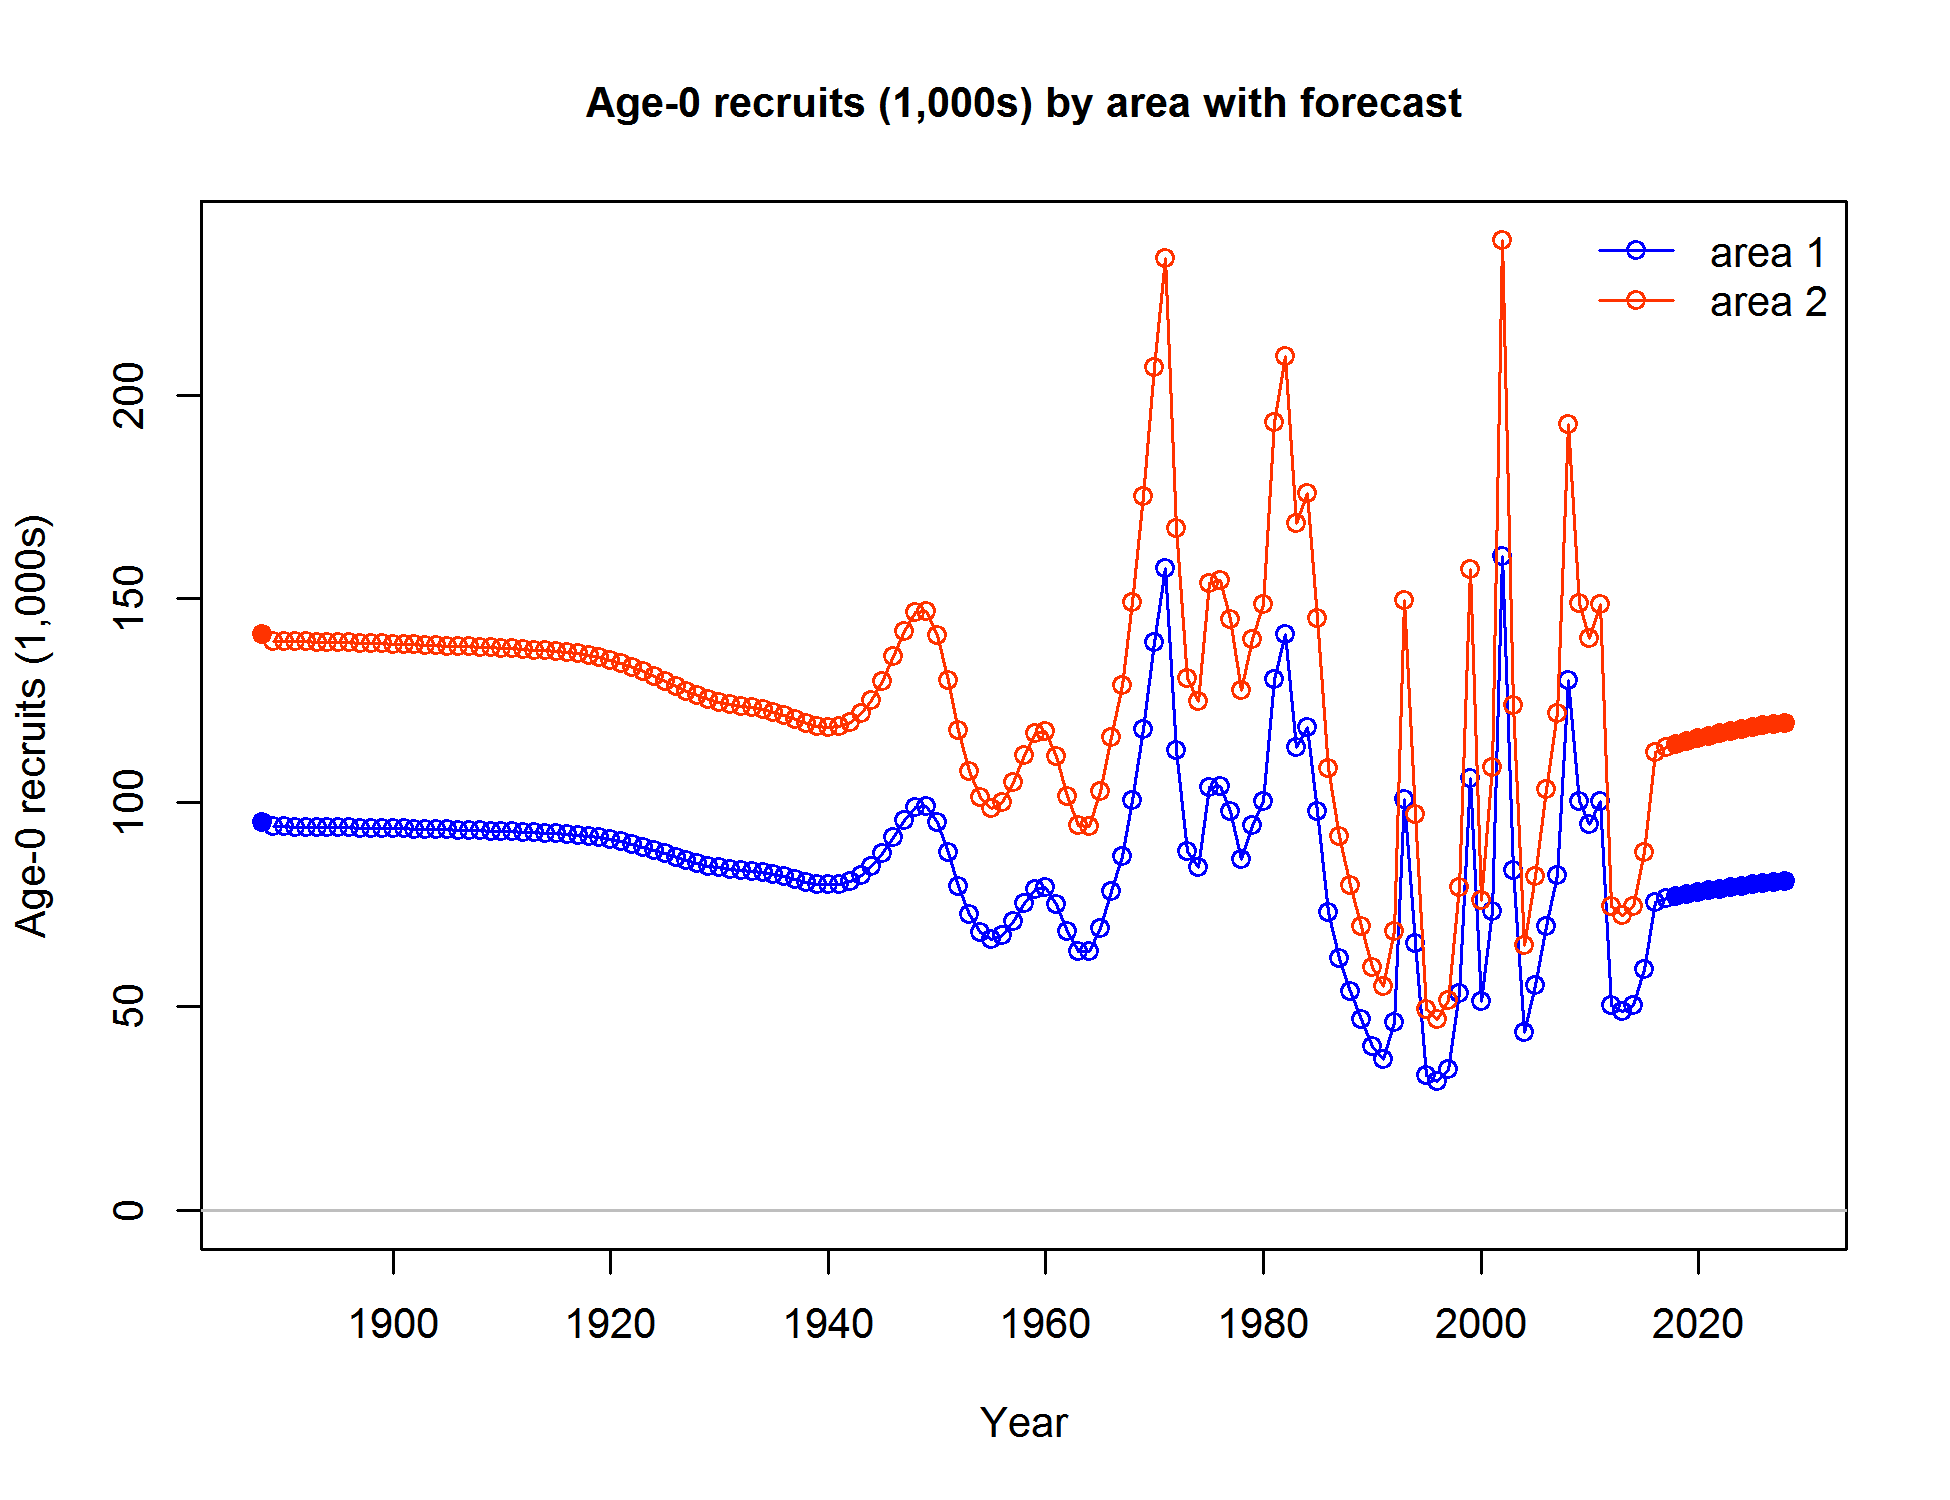 Age-0 recruits (1,000s) by area with forecast
area 1
area 2
Age-0 recruits (1,000s)
200
150
100
50
0
1900
1920
1940
1960
1980
2000
2020
Year